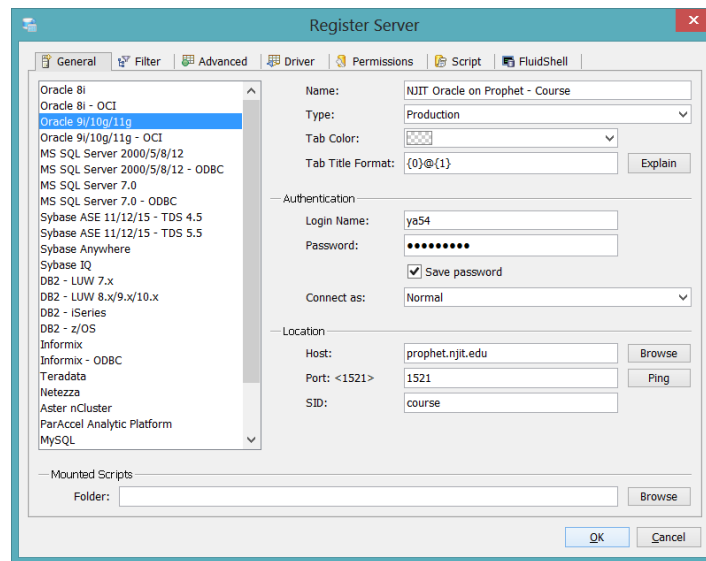 Register Server
General Filter Advanced Driver Permissions Script FluidShell
Oracle 8i
Oracle 8i - OCI
Oracle 9i/10g/11g
Oracle 9i/10g/11g - OCI
MS SQL Server 2000/5/8/12
MS SQL Server 2000/5/8/12 - ODBC
MS SQL Server 7.0
MS SQL Server 7.0 - ODBC
Sybase ASE 11/12/15 - TDS 4.5
Sybase ASE 11/12/15 - TDS 5.5
Sybase Anywhere
Sybase IQ
DB2 - LUW 7.x
DB2 - LUW 8.x/9.x/10.x
DB2 - iSeries
DB2 - z/OS
Informix
Informix - ODBC
Teradata
Netezza
Aster nCluster
ParAccel Analytic Platform
MySQL
Name: NJIT Oracle on Prophet - Course
Type: Production
Tab Color:
Tab Title Format: {0}@{1} Explain
Authentication
Login Name: ya54
Password: •••••••••
Save password
Connect as: Normal
Location
Host: prophet.njit.edu Browse
Port: <1521> 1521 Ping
SID: course
Mounted Scripts
Folder: Browse
OK Cancel